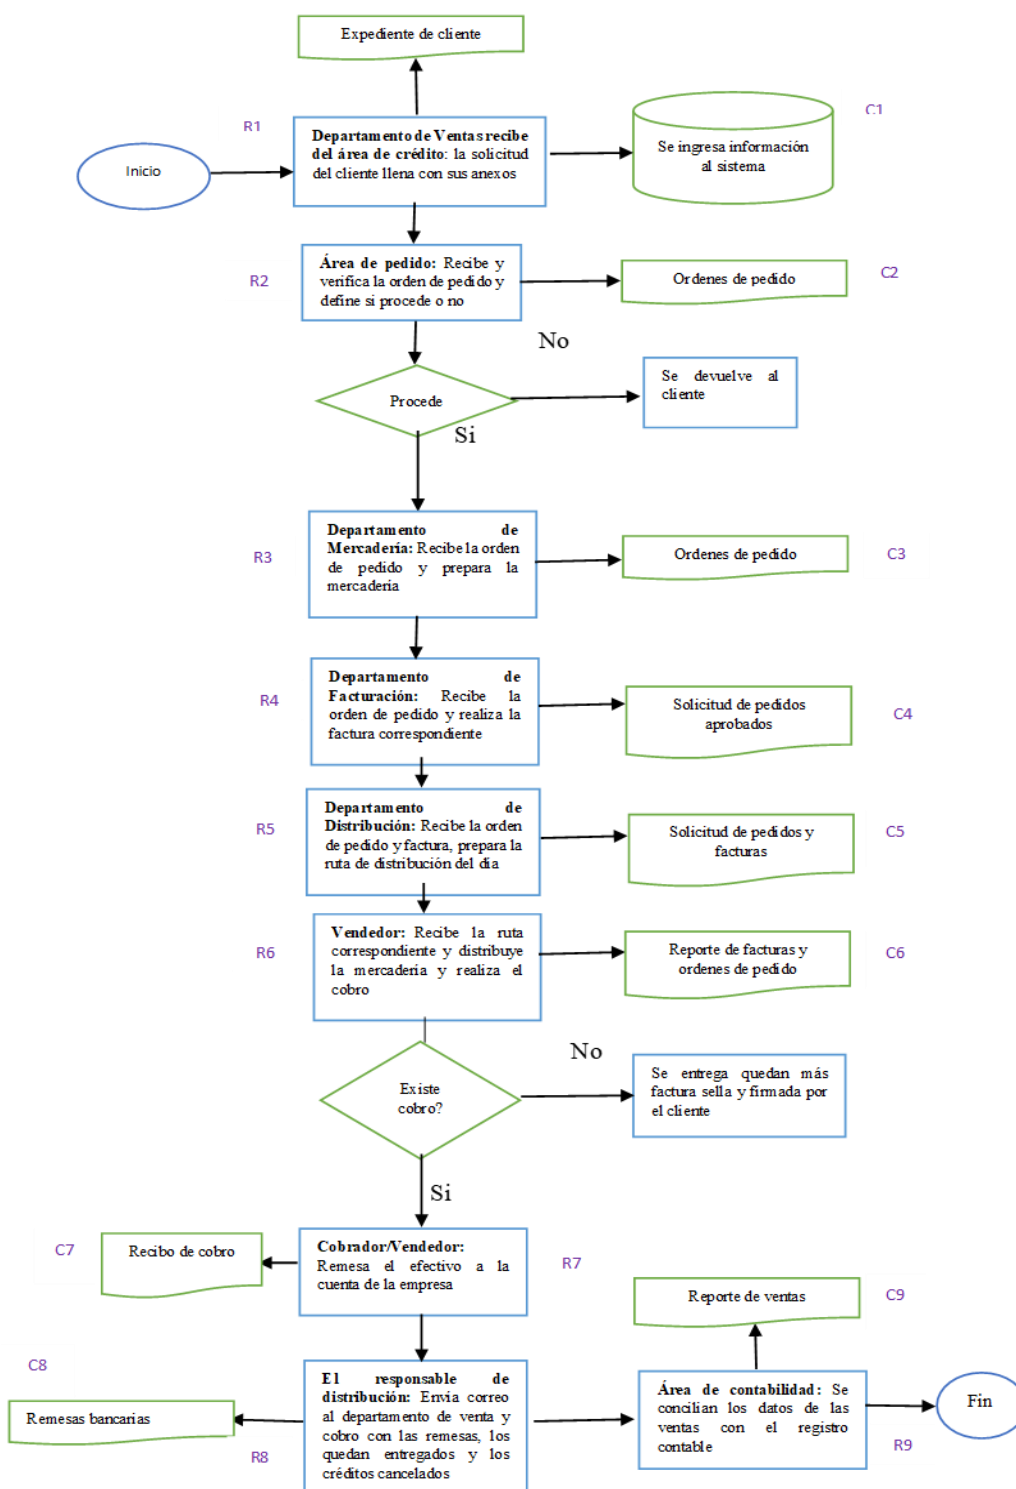 Expediente de cliente
R1
C1
Inicio
Departamento de Ventas recibe
del área de crédito: la solicitud
del cliente llena con sus anexos
Se ingresa información
al sistema
R2
Área de pedido: Recibe y
verifica la orden de pedido y
define si procede o no
Ordenes de pedido
C2
No
Procede
Se devuelve al
cliente
Si
R3
Departamento de
Mercadería: Recibe la orden
de pedido y prepara la
mercaderia
Ordenes de pedido
C3
R4
Departamento de
Facturación: Recibe la
orden de pedido y realiza la
factura correspondiente
Solicitud de pedidos
aprobados
C4
R5
Departamento de
Distribución: Recibe la orden
de pedido y factura, prepara la
ruta de distribución del día
Solicitud de pedidos y
facturas
C5
R6
Vendedor: Recibe la ruta
correspondiente y distribuye
la mercaderia y realiza el
cobro
Reporte de facturas y
ordenes de pedido
C6
No
Existe
cobro?
Se entrega quedan más
factura sella y firmada por
el cliente
Si
C7
Recibo de cobro
Cobrador/Vendedor:
Remesa el efectivo a la
cuenta de la empresa
R7
Reporte de ventas
C9
C8
Remesas bancarias
R8
El responsable de
distribución: Envia correo
al departamento de venta y
cobro con las remesas, los
quedan entregados y los
créditos cancelados
Área de contabilidad: Se
concilian los datos de las
ventas con el registro
contable
R9
Fin